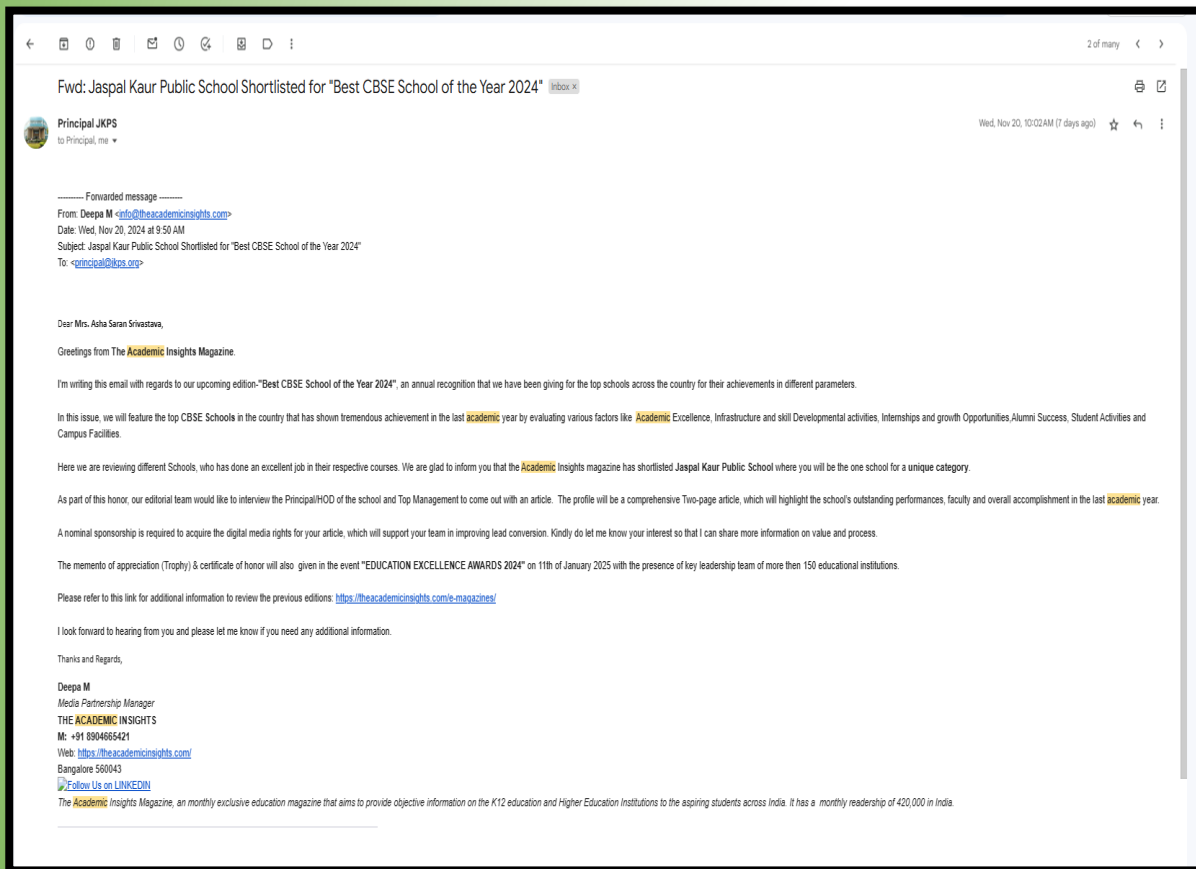 2 of many
Fwd: Jaspal Kaur Public School Shortlisted for "Best CBSE School of the Year 2024" Inbox ×
Principal JKPS
Wed, Nov 20, 10:02 AM (7 days ago)
to Principal, me
---------- Forwarded message ---------
From: Deepa M <info@theacademicinsights.com>
Date: Wed, Nov 20, 2024 at 9:50 AM
Subject: Jaspal Kaur Public School Shortlisted for "Best CBSE School of the Year 2024"
To: <principal@jkps.org>
Dear Mrs. Asha Saran Srivastava,
Greetings from The Academic Insights Magazine.
I'm writing this email with regards to our upcoming edition-"Best CBSE School of the Year 2024", an annual recognition that we have been giving for the top schools across the country for their achievements in different parameters.
In this issue, we will feature the top CBSE Schools in the country that has shown tremendous achievement in the last academic year by evaluating various factors like Academic Excellence, Infrastructure and skill Developmental activities, Internships and growth Opportunities,Alumni Success, Student Activities and
Campus Facilities.
Here we are reviewing different Schools, who has done an excellent job in their respective courses. We are glad to inform you that the Academic Insights magazine has shortlisted Jaspal Kaur Public School where you will be the one school for a unique category.
As part of this honor, our editorial team would like to interview the Principal/HOD of the school and Top Management to come out with an article. The profile will be a comprehensive Two-page article, which will highlight the school's outstanding performances, faculty and overall accomplishment in the last academic year.
A nominal sponsorship is required to acquire the digital media rights for your article, which will support your team in improving lead conversion. Kindly do let me know your interest so that I can share more information on value and process.
The memento of appreciation (Trophy) & certificate of honor will also given in the event "EDUCATION EXCELLENCE AWARDS 2024" on 11th of January 2025 with the presence of key leadership team of more then 150 educational institutions.
Please refer to this link for additional information to review the previous editions: https://theacademicinsights.com/e-magazines/
I look forward to hearing from you and please let me know if you need any additional information.
Thanks and Regards,
Deepa M
Media Partnership Manager
THE ACADEMIC INSIGHTS
M: +91 8904665421
Web: https://theacademicinsights.com/
Bangalore 560043
Follow Us on LINKEDIN
The Academic Insights Magazine, an monthly exclusive education magazine that aims to provide objective information on the K12 education and Higher Education Institutions to the aspiring students across India. It has a monthly readership of 420,000 in India.